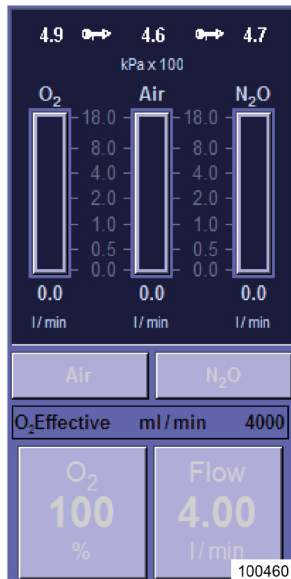 4.9 4.6 4.7
kPa x 100
O₂ Air N₂O
18.0 18.0
8.0 8.0
4.0 4.0
2.0 2.0
1.0 1.0
0.5 0.5
0.0 0.0
0.0 0.0 0.0
l/min l/min l/min
Air N₂O
O₂Effective ml/min 4000
O₂ Flow
100 4.00
% l/min
100460